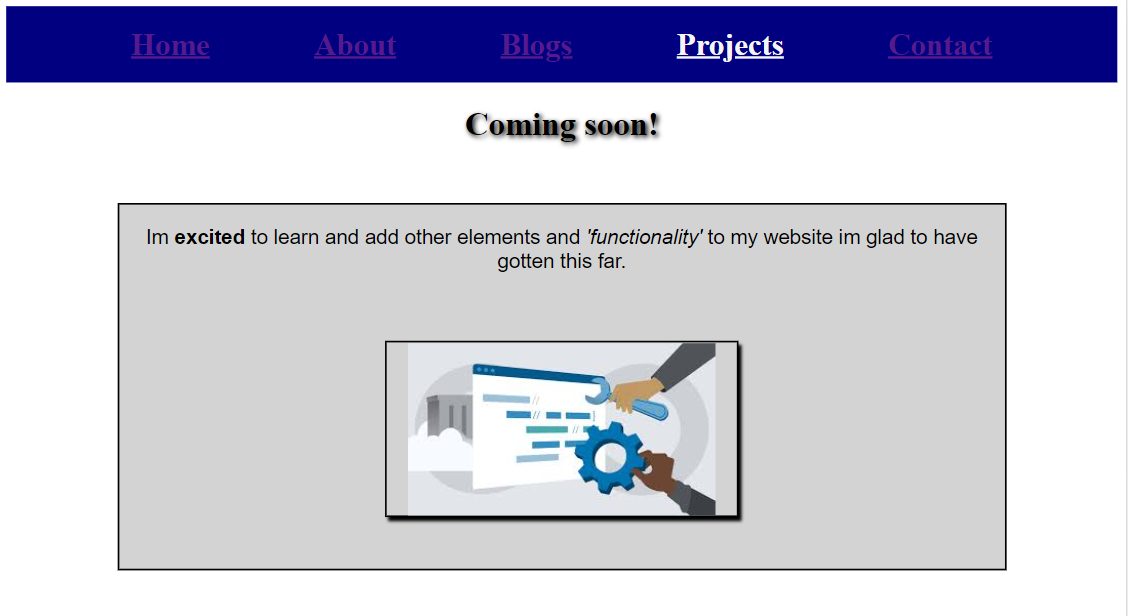 Home About Blogs Projects Contact
Coming soon!
Im excited to learn and add other elements and 'functionality' to my website im glad to have
gotten this far.